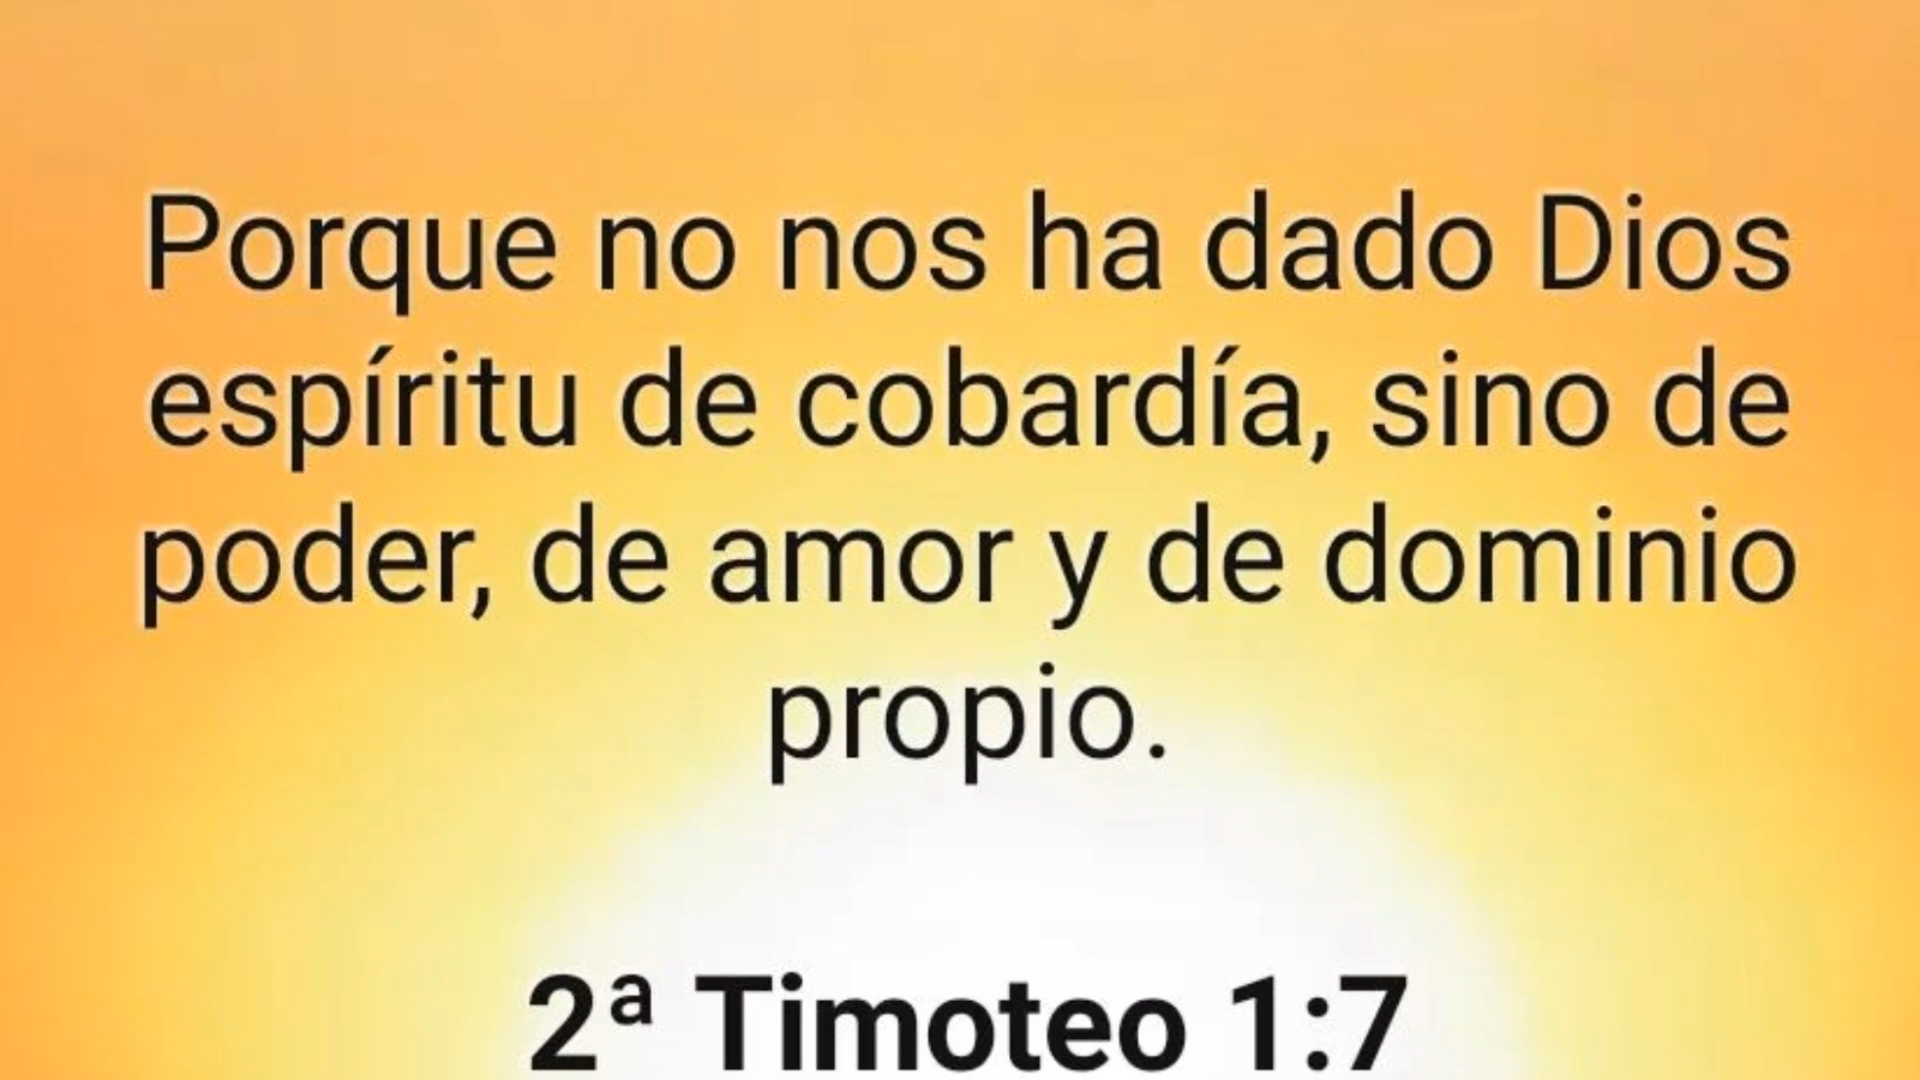 Porque no nos ha dado Dios
espíritu de cobardía, sino de
poder, de amor y de dominio
propio.
2ª Timoteo 1:7